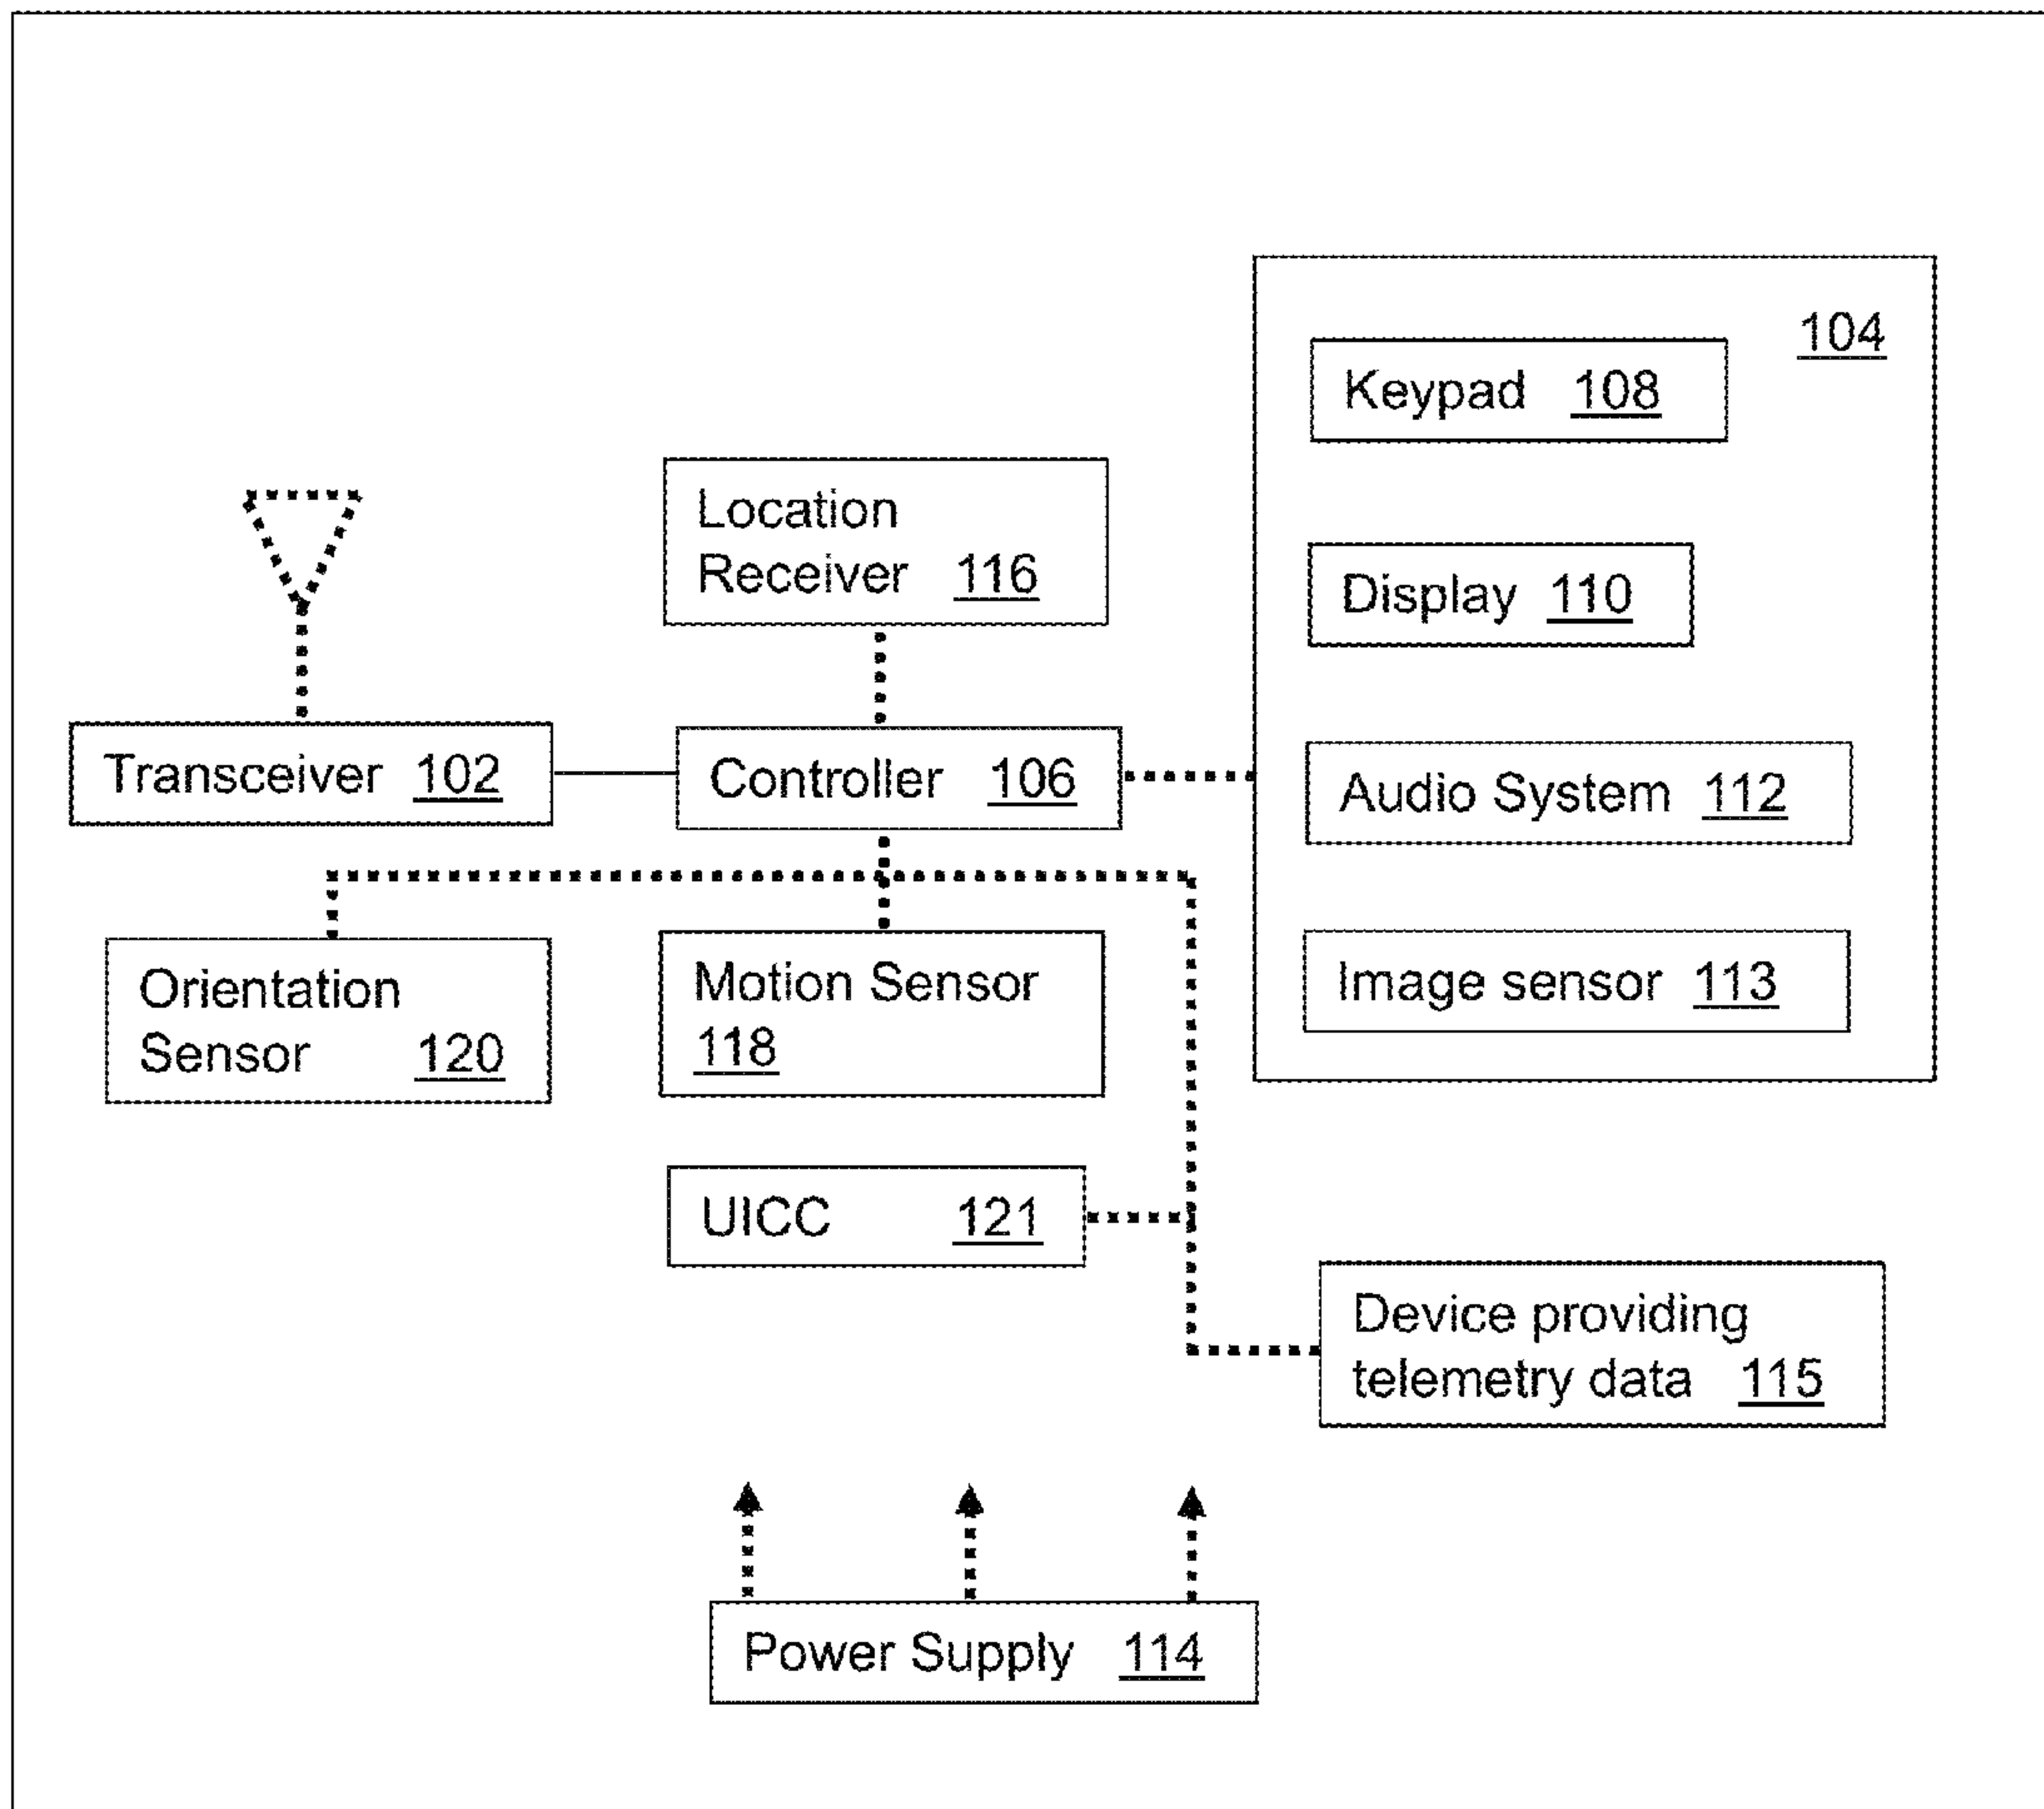 104
Keypad 108
Location
Receiver 116
Display 110
Transceiver 102
Controller 106
Audio System 112
Orientation
Sensor 120
Motion Sensor
118
Image sensor 113
UICC 121
Device providing
telemetry data 115
Power Supply 114